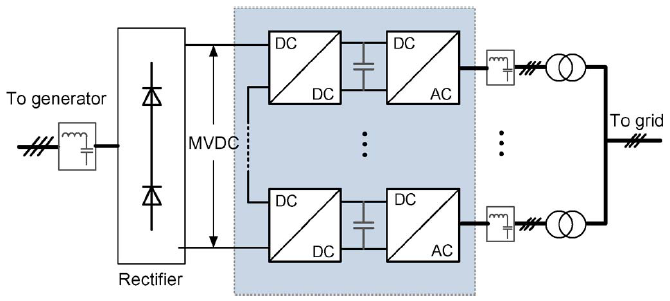 To generator
Rectifier
MVDC
DC
DC
DC
AC
DC
DC
DC
AC
To grid